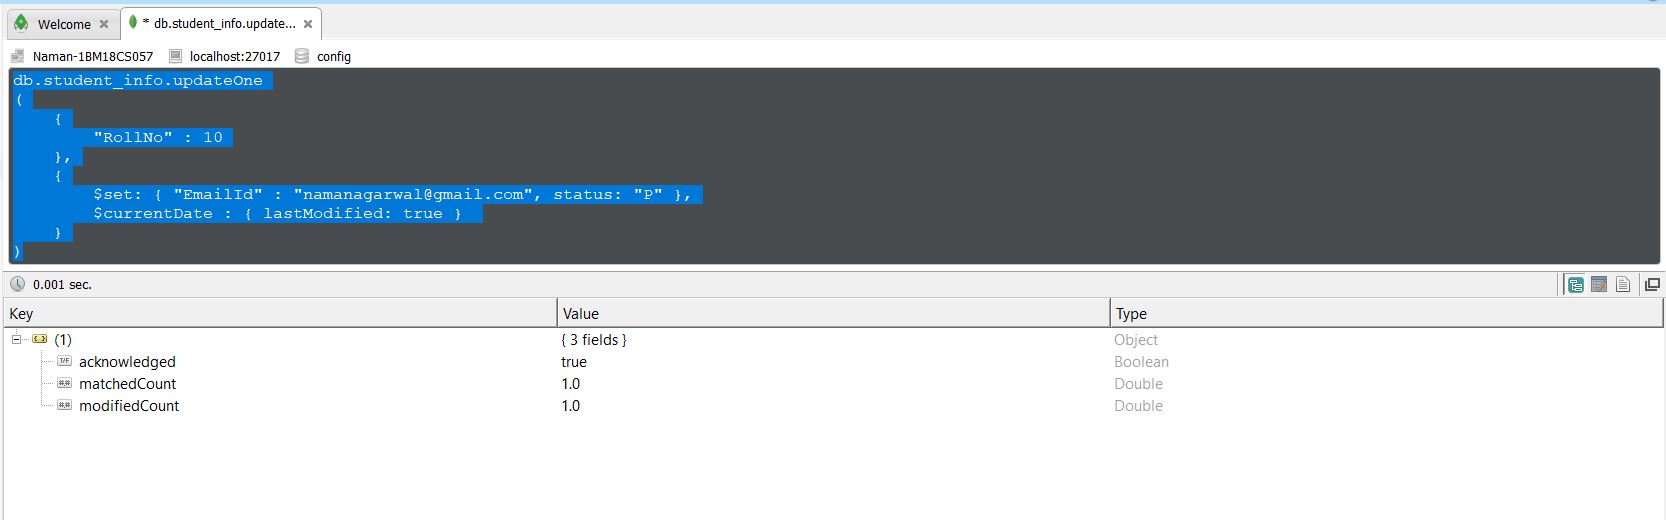 Welcome
* db.student_info.update...
Naman-1BM18CS057 localhost:27017 config
db.student_info.updateOne
(
    {
        "RollNo" : 10
    },
    {
        $set: { "EmailId" : "namanagarwal@gmail.com", status: "P" },
        $currentDate : { lastModified: true }
    }
)
0.001 sec.
Key Value Type
(1) { 3 fields } Object
T/F acknowledged true Boolean
#.# matchedCount 1.0 Double
#.# modifiedCount 1.0 Double